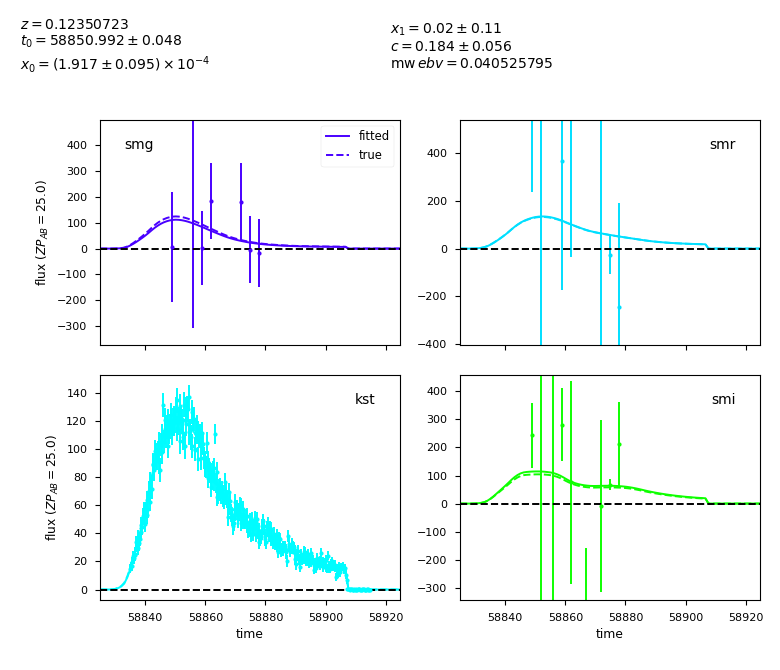 z = 0.12350723
t₀ = 58850.992 ± 0.048
x₀ = (1.917 ± 0.095) × 10⁻⁴
x₁ = 0.02 ± 0.11
c = 0.184 ± 0.056
mw ebv = 0.040525795
smg
fitted
true
400
300
200
100
0
−100
−200
−300
flux (ZP_AB = 25.0)
smr
400
200
0
−200
−400
kst
140
120
100
80
60
40
20
0
flux (ZP_AB = 25.0)
58840 58860 58880 58900 58920
time
smi
400
300
200
100
0
−100
−200
−300
58840 58860 58880 58900 58920
time